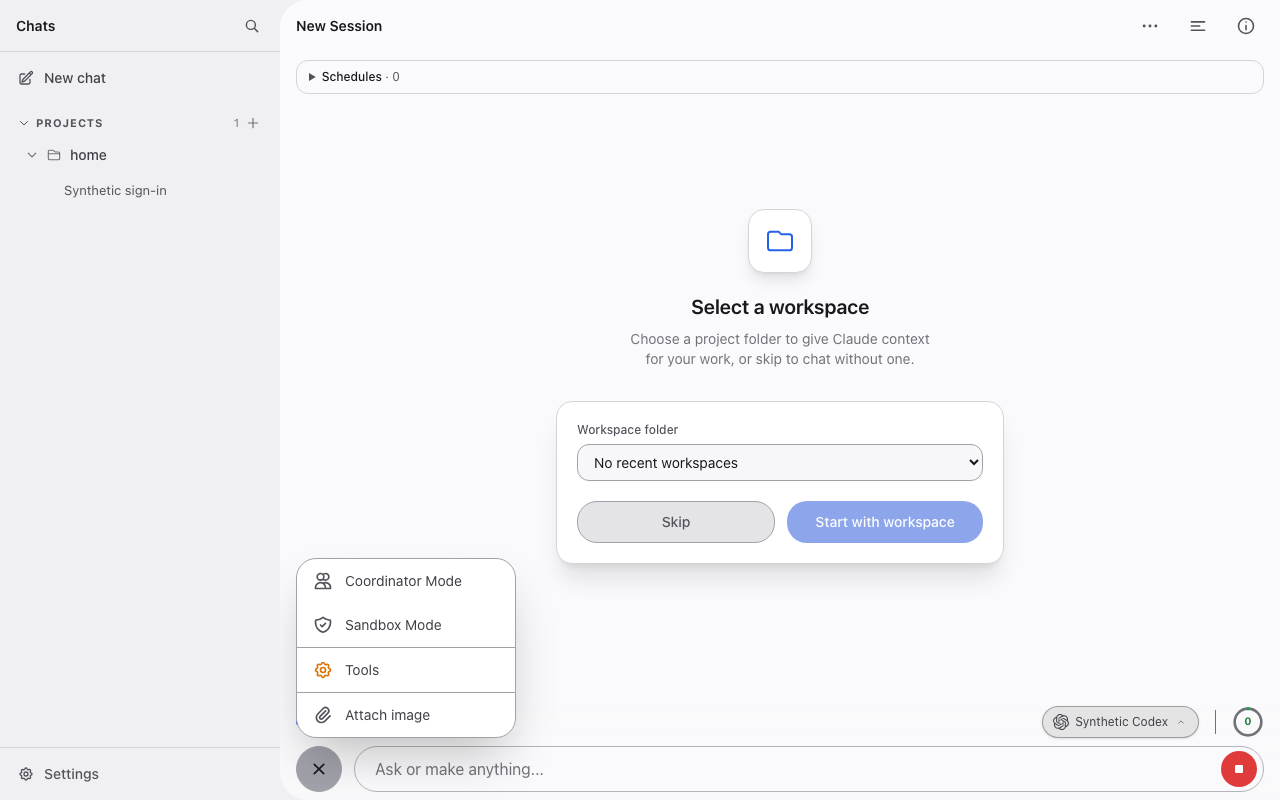 Chats
New Session
Schedules · 0
New chat
PROJECTS 1
home
Synthetic sign-in
Select a workspace
Choose a project folder to give Claude context
for your work, or skip to chat without one.
Workspace folder
No recent workspaces
Skip
Start with workspace
Coordinator Mode
Sandbox Mode
Tools
Attach image
Synthetic Codex
0
Ask or make anything...
Settings